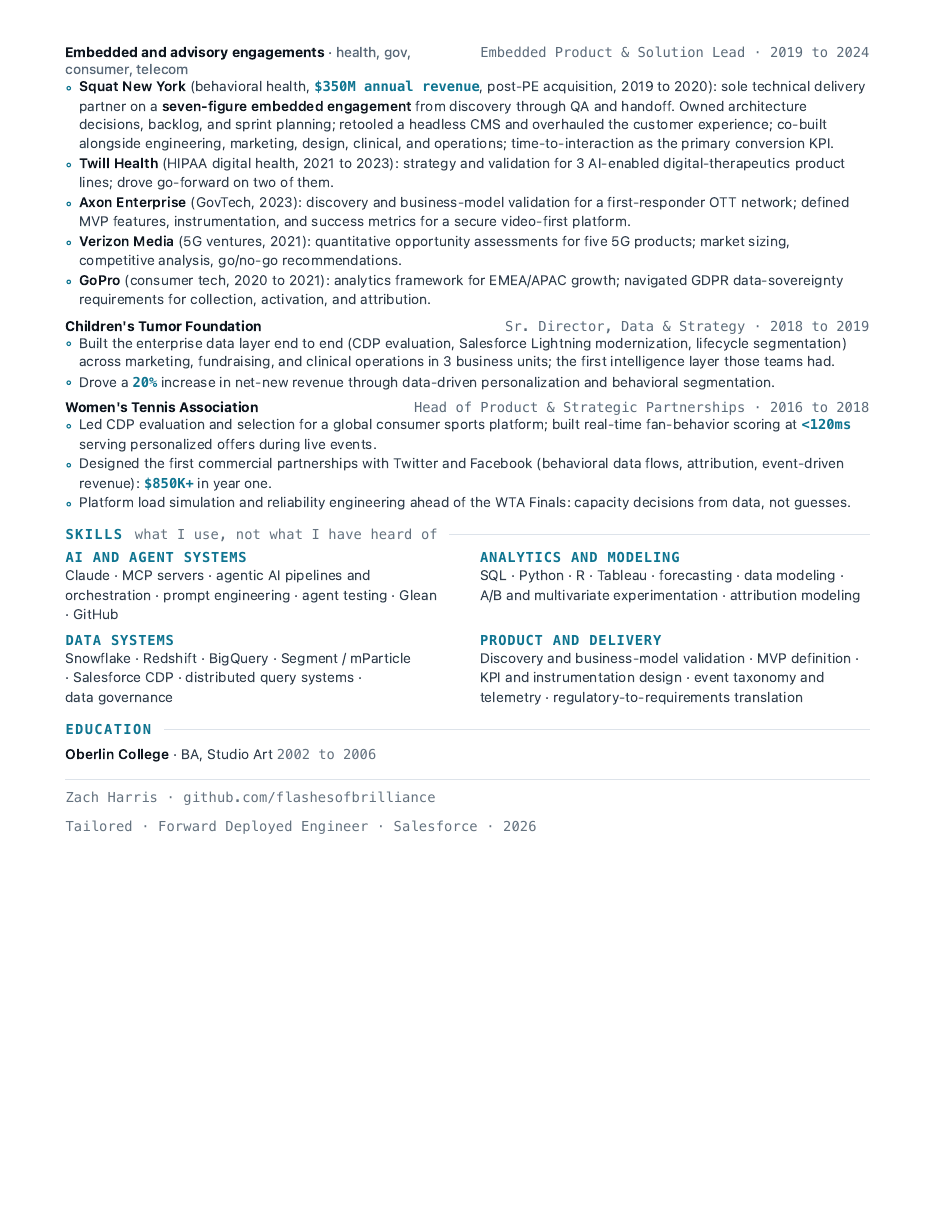 Embedded and advisory engagements · health, gov, consumer, telecom
Embedded Product & Solution Lead · 2019 to 2024
Squat New York (behavioral health, $350M annual revenue, post-PE acquisition, 2019 to 2020): sole technical delivery
partner on a seven-figure embedded engagement from discovery through QA and handoff. Owned architecture
decisions, backlog, and sprint planning; retooled a headless CMS and overhauled the customer experience; co-built
alongside engineering, marketing, design, clinical, and operations; time-to-interaction as the primary conversion KPI.
Twill Health (HIPAA digital health, 2021 to 2023): strategy and validation for 3 AI-enabled digital-therapeutics product
lines; drove go-forward on two of them.
Axon Enterprise (GovTech, 2023): discovery and business-model validation for a first-responder OTT network; defined
MVP features, instrumentation, and success metrics for a secure video-first platform.
Verizon Media (5G ventures, 2021): quantitative opportunity assessments for five 5G products; market sizing,
competitive analysis, go/no-go recommendations.
GoPro (consumer tech, 2020 to 2021): analytics framework for EMEA/APAC growth; navigated GDPR data-sovereignty
requirements for collection, activation, and attribution.
Children's Tumor Foundation
Sr. Director, Data & Strategy · 2018 to 2019
Built the enterprise data layer end to end (CDP evaluation, Salesforce Lightning modernization, lifecycle segmentation)
across marketing, fundraising, and clinical operations in 3 business units; the first intelligence layer those teams had.
Drove a 20% increase in net-new revenue through data-driven personalization and behavioral segmentation.
Women's Tennis Association
Head of Product & Strategic Partnerships · 2016 to 2018
Led CDP evaluation and selection for a global consumer sports platform; built real-time fan-behavior scoring at <120ms
serving personalized offers during live events.
Designed the first commercial partnerships with Twitter and Facebook (behavioral data flows, attribution, event-driven
revenue): $850K+ in year one.
Platform load simulation and reliability engineering ahead of the WTA Finals: capacity decisions from data, not guesses.
SKILLS what I use, not what I have heard of
AI AND AGENT SYSTEMS
Claude · MCP servers · agentic AI pipelines and
orchestration · prompt engineering · agent testing · Glean
· GitHub
ANALYTICS AND MODELING
SQL · Python · R · Tableau · forecasting · data modeling ·
A/B and multivariate experimentation · attribution modeling
DATA SYSTEMS
Snowflake · Redshift · BigQuery · Segment / mParticle
· Salesforce CDP · distributed query systems ·
data governance
PRODUCT AND DELIVERY
Discovery and business-model validation · MVP definition ·
KPI and instrumentation design · event taxonomy and
telemetry · regulatory-to-requirements translation
EDUCATION
Oberlin College · BA, Studio Art 2002 to 2006
Zach Harris · github.com/flashesofbrilliance
Tailored · Forward Deployed Engineer · Salesforce · 2026